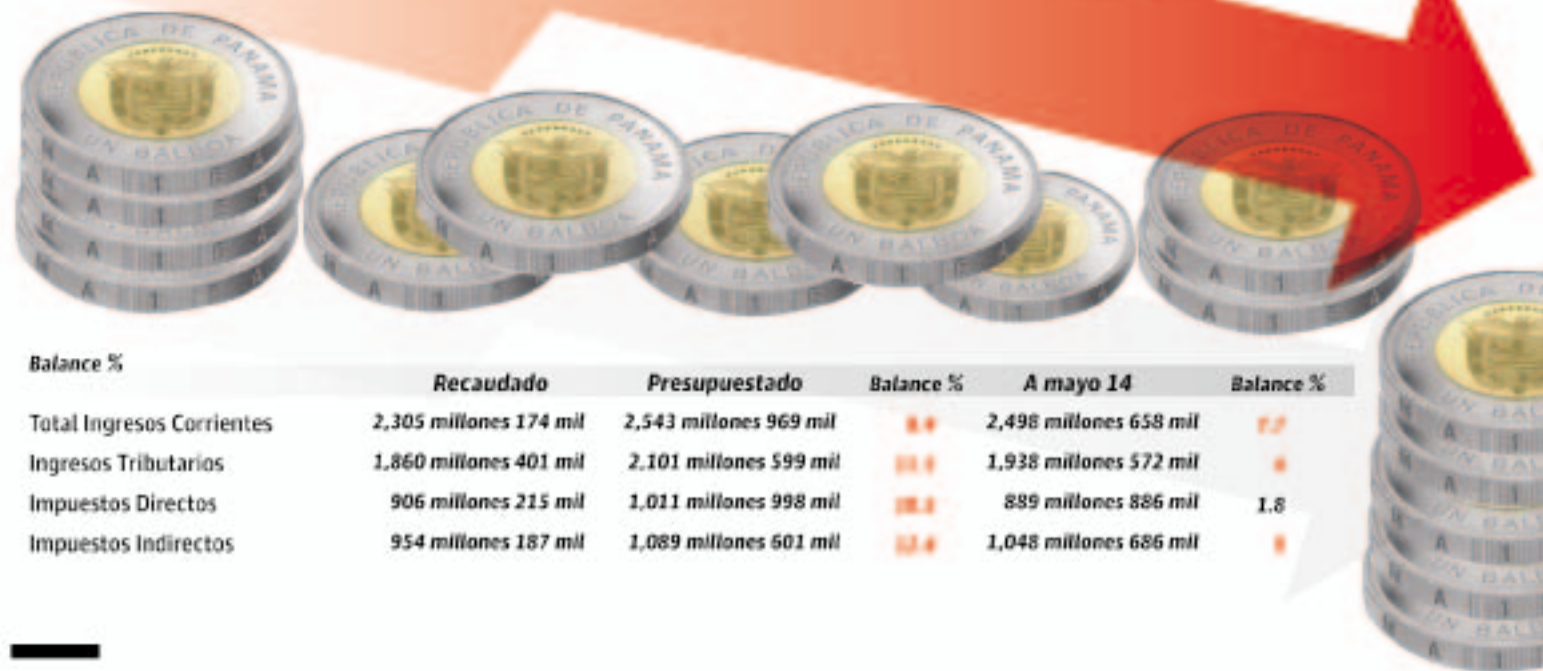 REPÚBLICA DE PANAMA
UN BALBOA
Balance %
Recaudado Presupuestado Balance % A mayo 14 Balance %
Total Ingresos Corrientes 2,305 millones 174 mil 2,543 millones 969 mil 2,498 millones 658 mil
Ingresos Tributarios 1,860 millones 401 mil 2,101 millones 599 mil 1,938 millones 572 mil
Impuestos Directos 906 millones 215 mil 1,011 millones 998 mil 889 millones 886 mil 1.8
Impuestos Indirectos 954 millones 187 mil 1,089 millones 601 mil 1,048 millones 686 mil